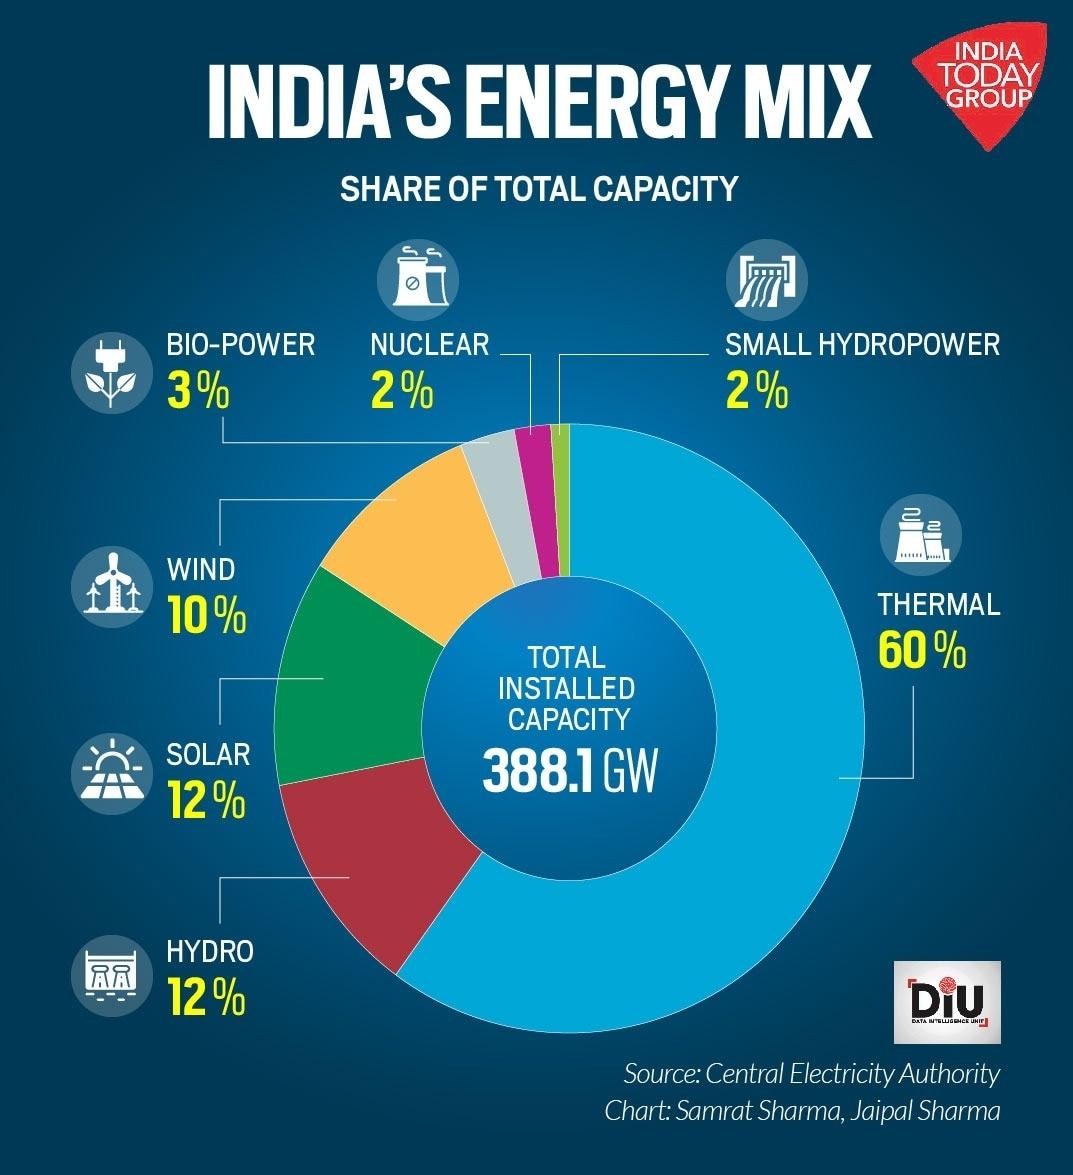 INDIA
TODAY
GROUP
INDIA'S ENERGY MIX
SHARE OF TOTAL CAPACITY
BIO-POWER
3%
NUCLEAR
2%
SMALL HYDROPOWER
2%
WIND
10%
THERMAL
60%
SOLAR
12%
TOTAL
INSTALLED
CAPACITY
388.1 GW
HYDRO
12%
DiU
DATA INTELLIGENCE UNIT
Source: Central Electricity Authority
Chart: Samrat Sharma, Jaipal Sharma